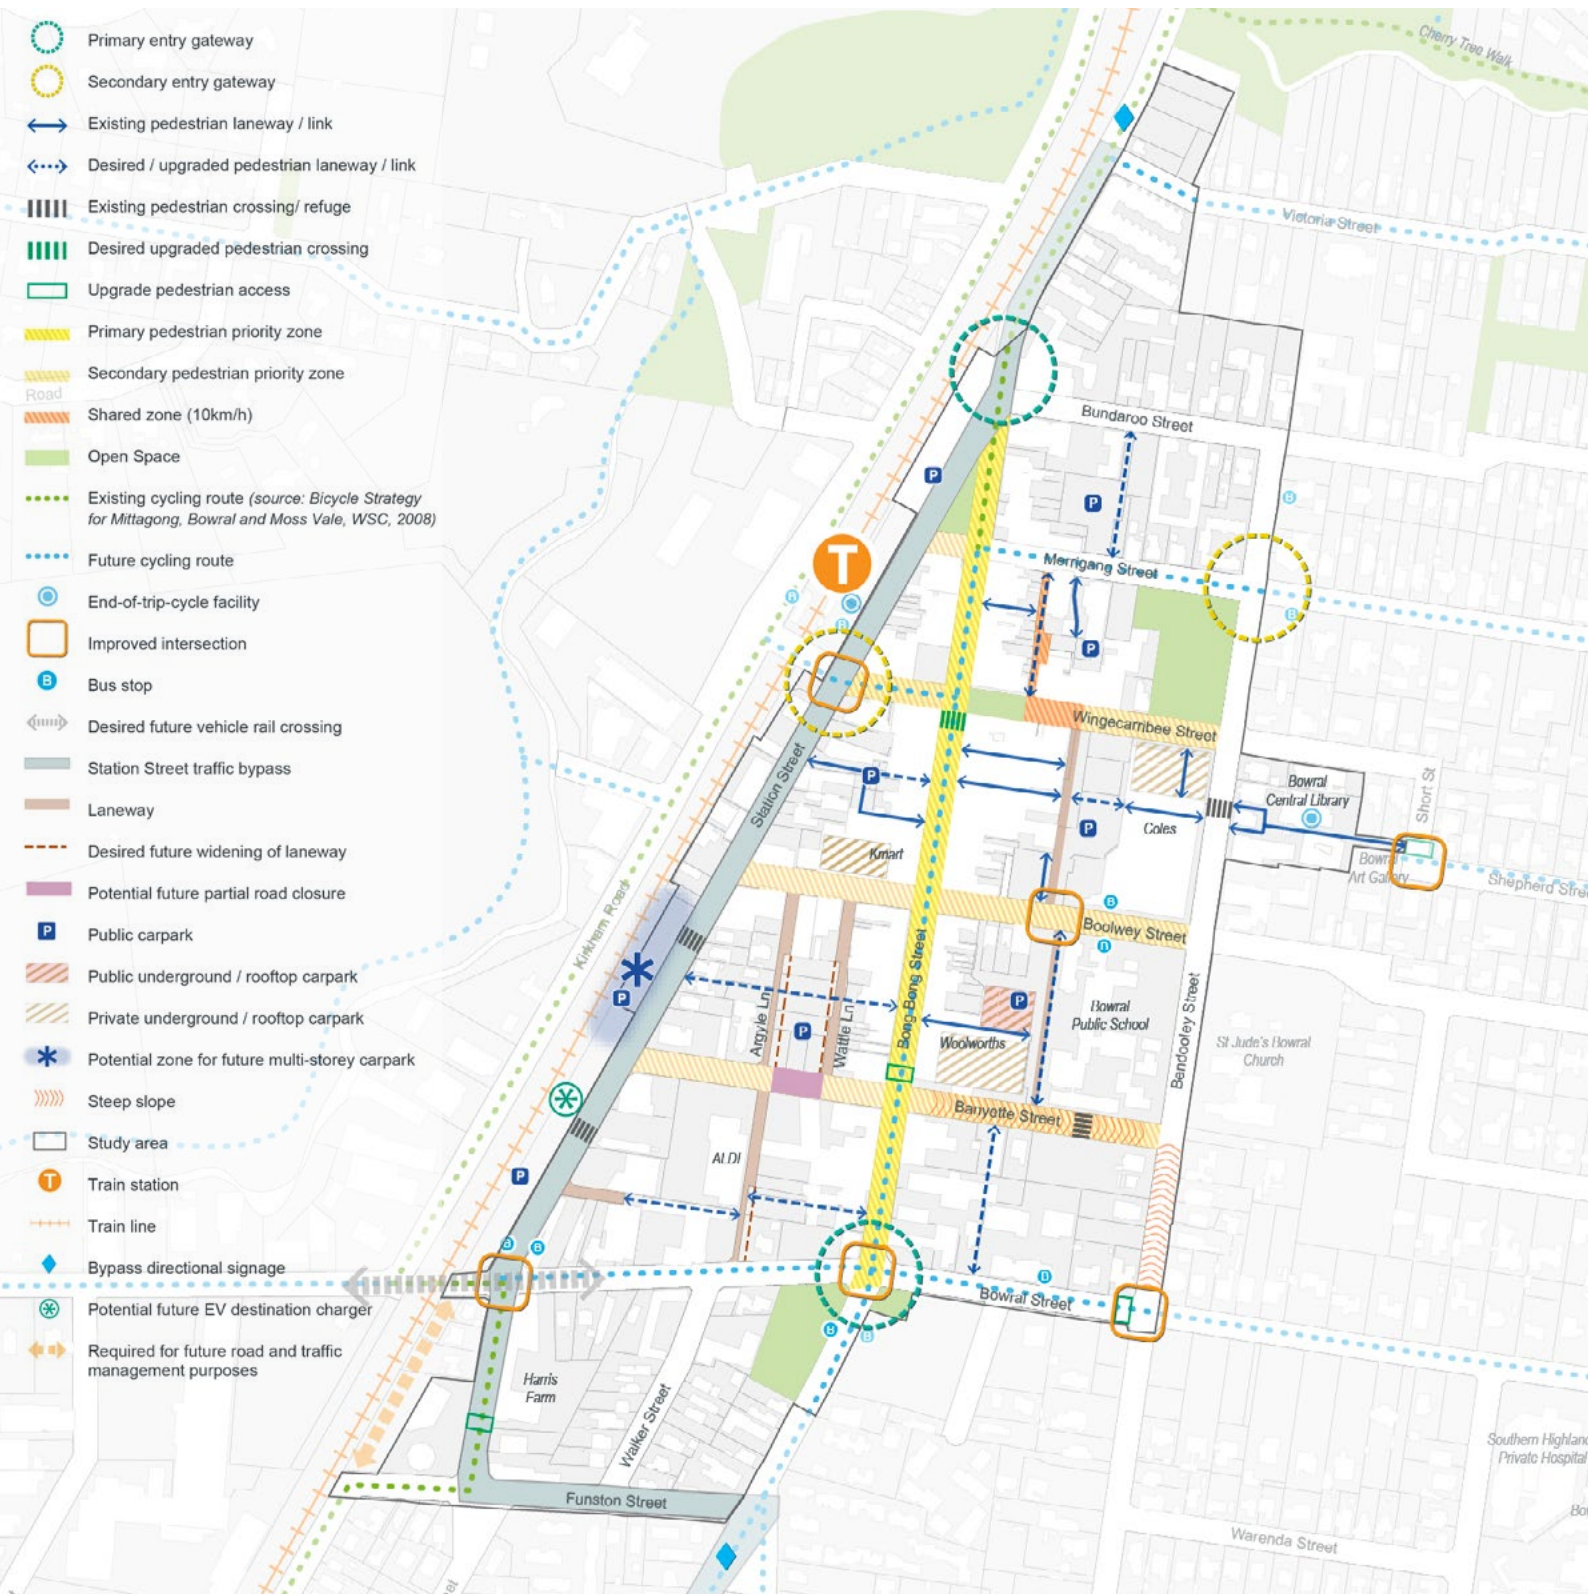 Primary entry gateway
Secondary entry gateway
Existing pedestrian laneway / link
Desired / upgraded pedestrian laneway / link
Existing pedestrian crossing/ refuge
Desired upgraded pedestrian crossing
Upgrade pedestrian access
Primary pedestrian priority zone
Secondary pedestrian priority zone
Road
Shared zone (10km/h)
Open Space
Existing cycling route (source: Bicycle Strategy
for Mittagong, Bowral and Moss Vale, WSC, 2008)
Future cycling route
End-of-trip-cycle facility
Improved intersection
B
Bus stop
Desired future vehicle rail crossing
Station Street traffic bypass
Laneway
Desired future widening of laneway
Potential future partial road closure
P
Public carpark
Public underground / rooftop carpark
Private underground / rooftop carpark
Potential zone for future multi-storey carpark
Steep slope
Study area
T
Train station
Train line
Bypass directional signage
Potential future EV destination charger
Required for future road and traffic
management purposes
Cherry Tree Walk
Victoria Street
Bundaroo Street
P
P
B
T
Merrigang Street
B
B
B
P
Wingecarribee Street
Station Street
P
Bowral
Central Library
Short St
P
Coles
Kmart
Bowral
Art Gallery
Shepherd Stree
Kirkham Road
B
Boolwey Street
B
Bong Bong Street
P
P
Bowral
Public School
Bendooley Street
Argyle Ln
P
Wattle Ln
Woolworths
St Jude's Bowral
Church
Banyette Street
ALDI
P
B
B
B
Bowral Street
B
B
Harris
Farm
Walker Street
Southern Highland
Private Hospital
Funston Street
Bo
Warenda Street
et